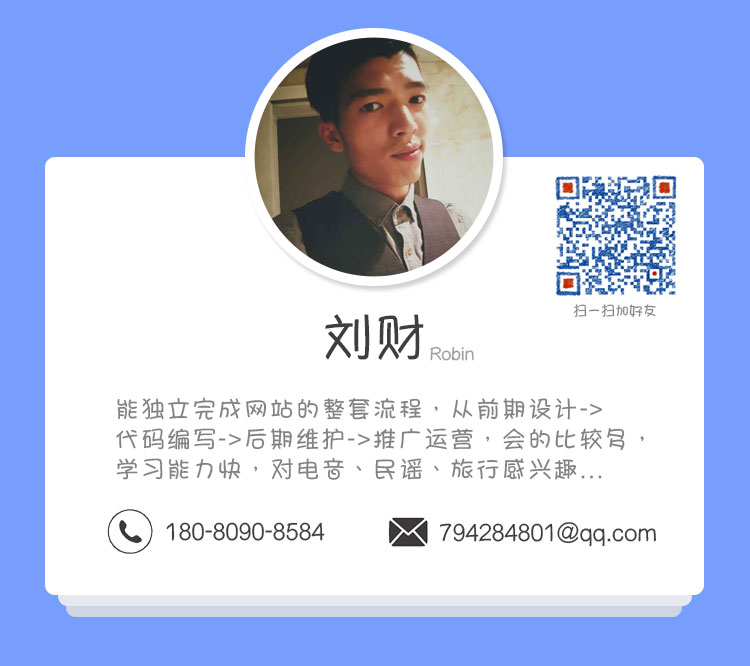 扫一扫加好友
刘财 Robin
能独立完成网站的整套流程，从前期设计->
代码编写->后期维护->推广运营，会的比较多，
学习能力快，对电音、民谣、旅行感兴趣...
180-8090-8584
794284801@qq.com